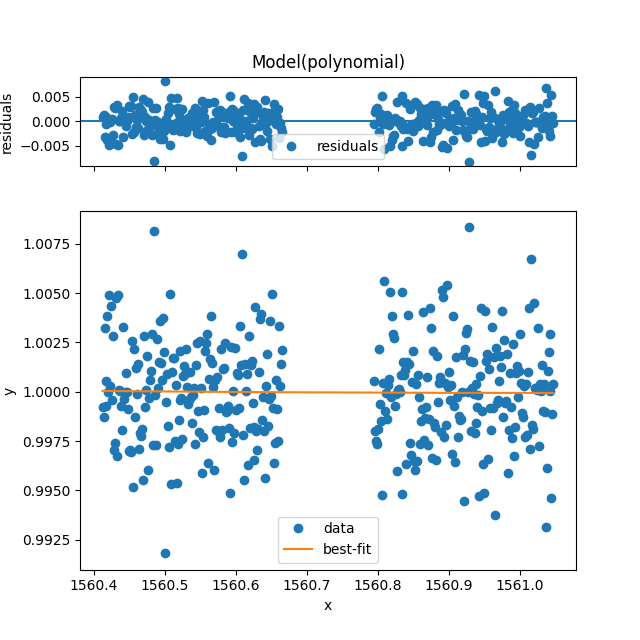 Model(polynomial)
residuals
0.005
0.000
−0.005
residuals
y
1.0075
1.0050
1.0025
1.0000
0.9975
0.9950
0.9925
data
best-fit
1560.4 1560.5 1560.6 1560.7 1560.8 1560.9 1561.0
x